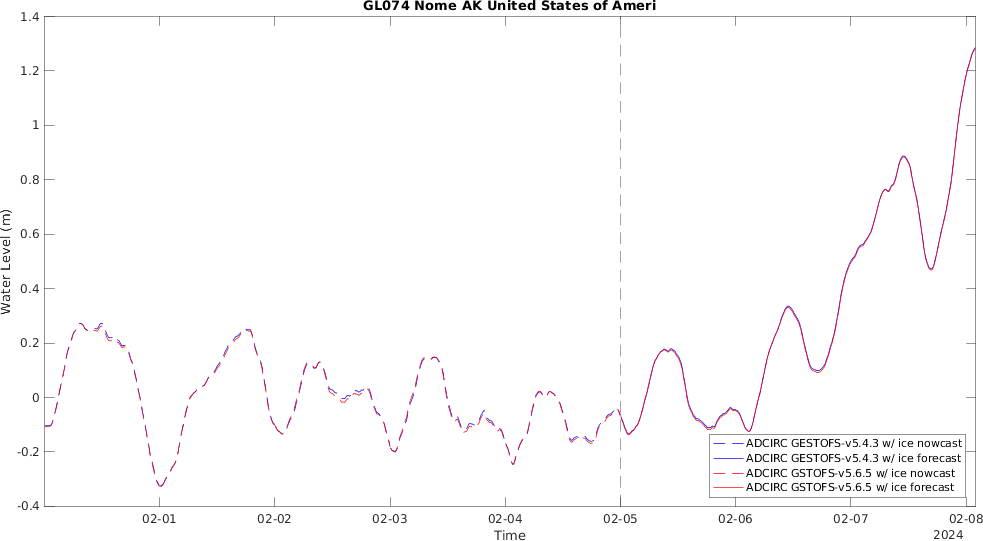 GL074 Nome AK United States of Ameri
1.4
1.2
1
0.8
0.6
0.4
0.2
0
-0.2
-0.4
Water Level (m)
02-01
02-02
02-03
02-04
02-05
02-06
02-07
02-08
Time
2024
ADCIRC GESTOFS-v5.4.3 w/ ice nowcast
ADCIRC GESTOFS-v5.4.3 w/ ice forecast
ADCIRC GSTOFS-v5.6.5 w/ ice nowcast
ADCIRC GSTOFS-v5.6.5 w/ ice forecast